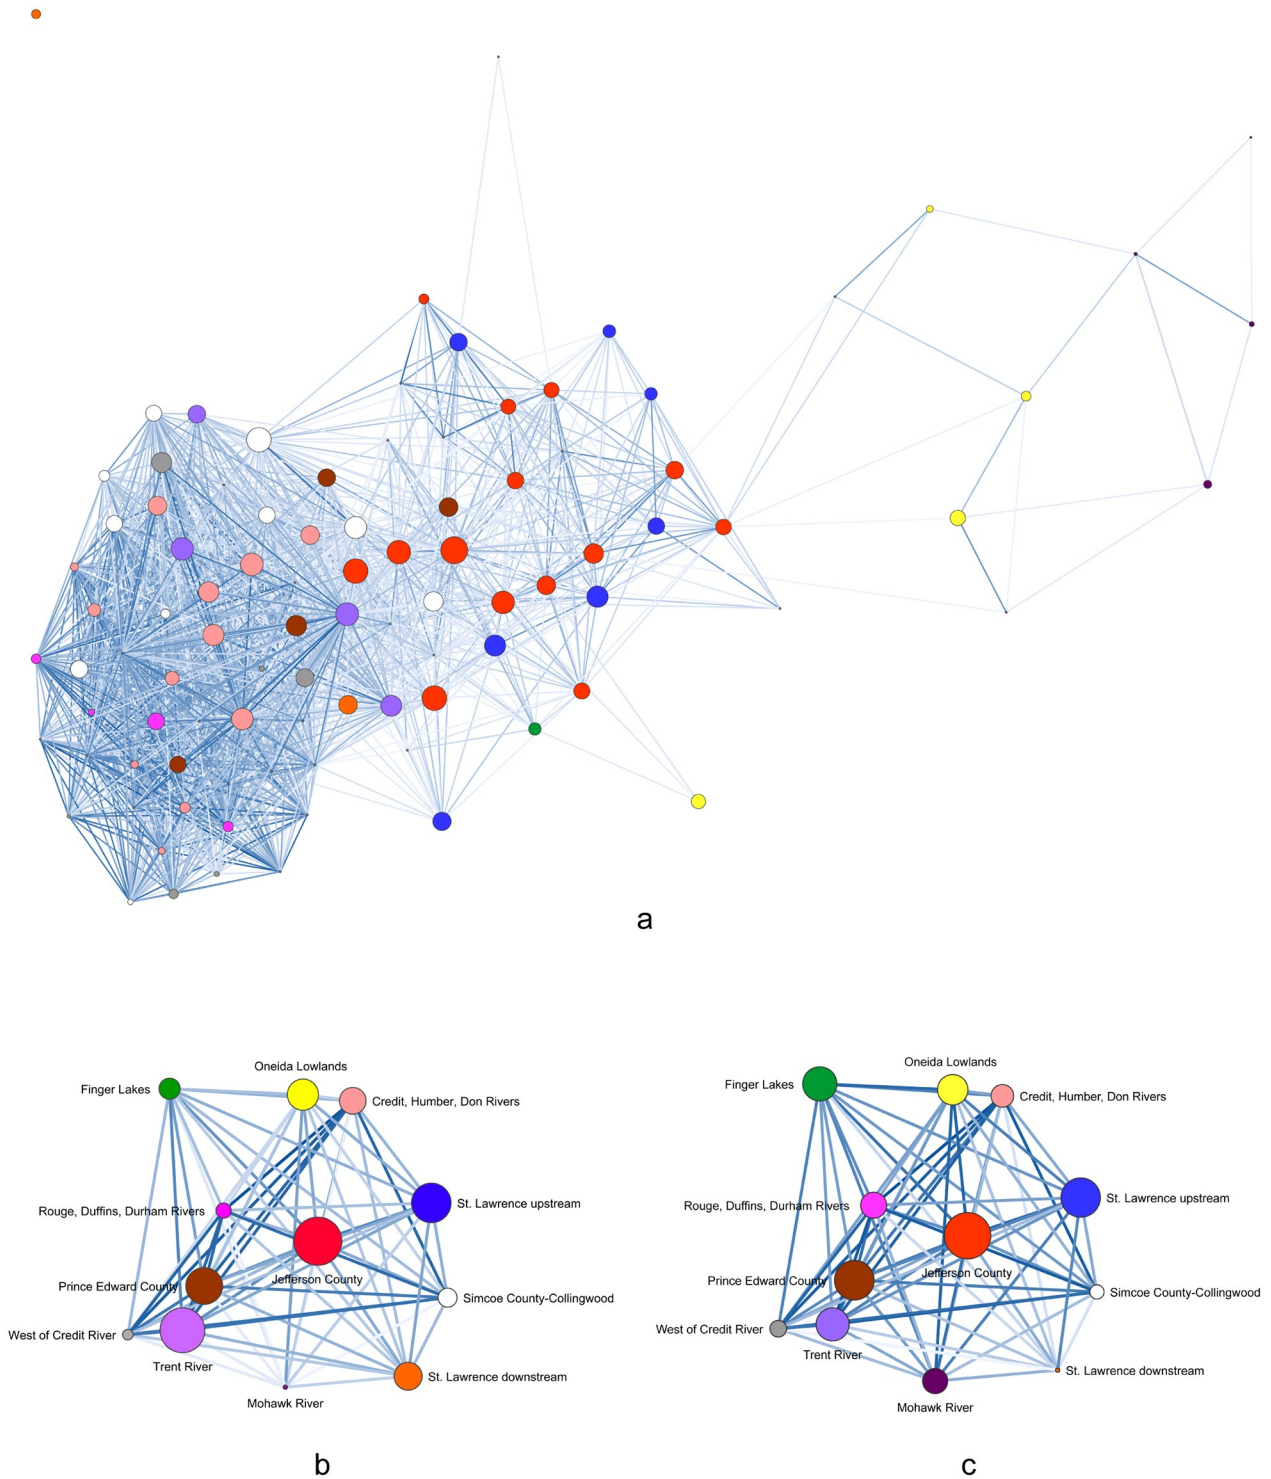 a
Oneida Lowlands
Finger Lakes
Credit, Humber, Don Rivers
St. Lawrence upstream
Rouge, Duffins, Durham Rivers
Jefferson County
Prince Edward County
Simcoe County-Collingwood
West of Credit River
Trent River
St. Lawrence downstream
Mohawk River
b
Oneida Lowlands
Finger Lakes
Credit, Humber, Don Rivers
St. Lawrence upstream
Rouge, Duffins, Durham Rivers
Jefferson County
Prince Edward County
Simcoe County-Collingwood
West of Credit River
Trent River
St. Lawrence downstream
Mohawk River
c